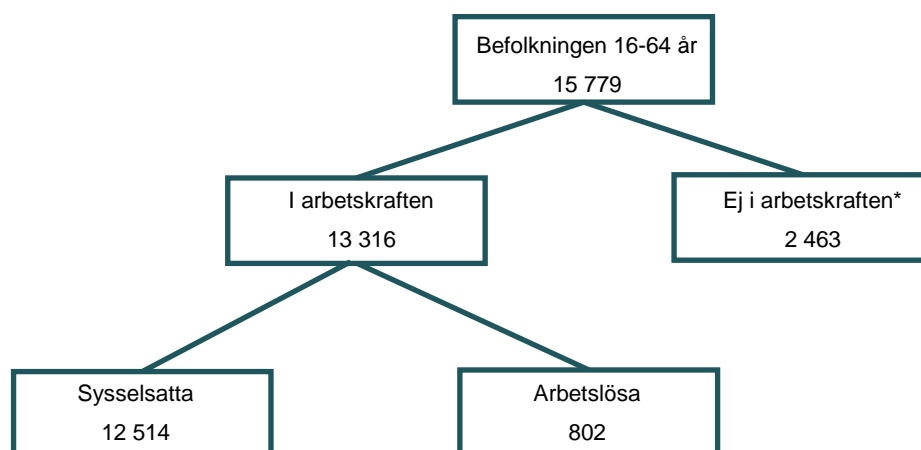 Befolkningen 16-64 år
15 779
I arbetskraften
13 316
Ej i arbetskraften*
2 463
Sysselsatta
12 514
Arbetslösa
802